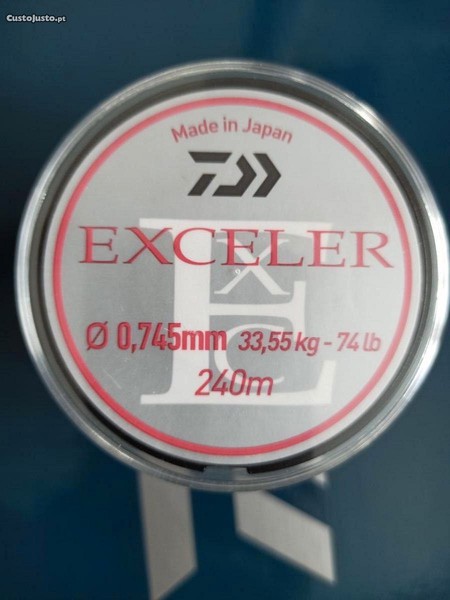 CustoJusto.pt
Made in Japan
EXCELER
Ø 0,745mm 33,55 kg - 74 lb
240m